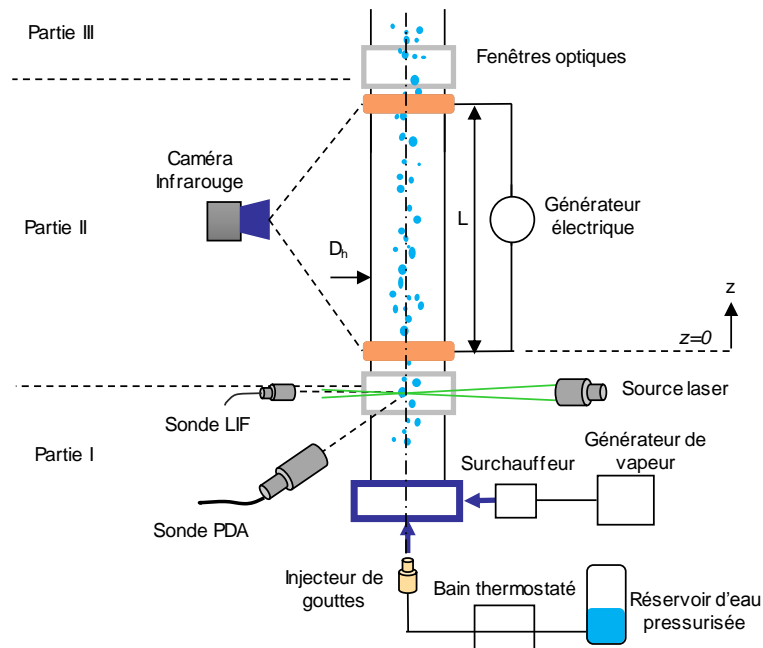 Partie III
Fenêtres optiques
Caméra
Infrarouge
Partie II
L
Générateur
électrique
Dh
z
z=0
Source laser
Sonde LIF
Partie I
Générateur de
vapeur
Surchauffeur
Sonde PDA
Injecteur de
gouttes
Bain thermostaté
Réservoir d'eau
pressurisée